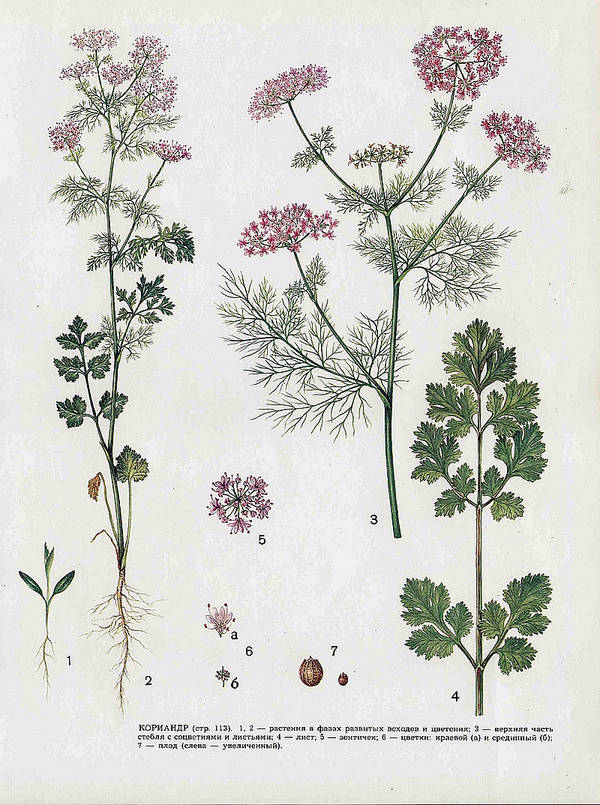 3
5
а
6
7
б
1
2
4
КОРИАНДР (стр. 113). 1, 2 — растения в фазах развитых всходов и цветения; 3 — верхняя часть
стебля с соцветиями и листьями; 4 — лист; 5 — зонтичек; 6 — цветки: краевой (а) и срединный (б);
7 — плод (слева — увеличенный).